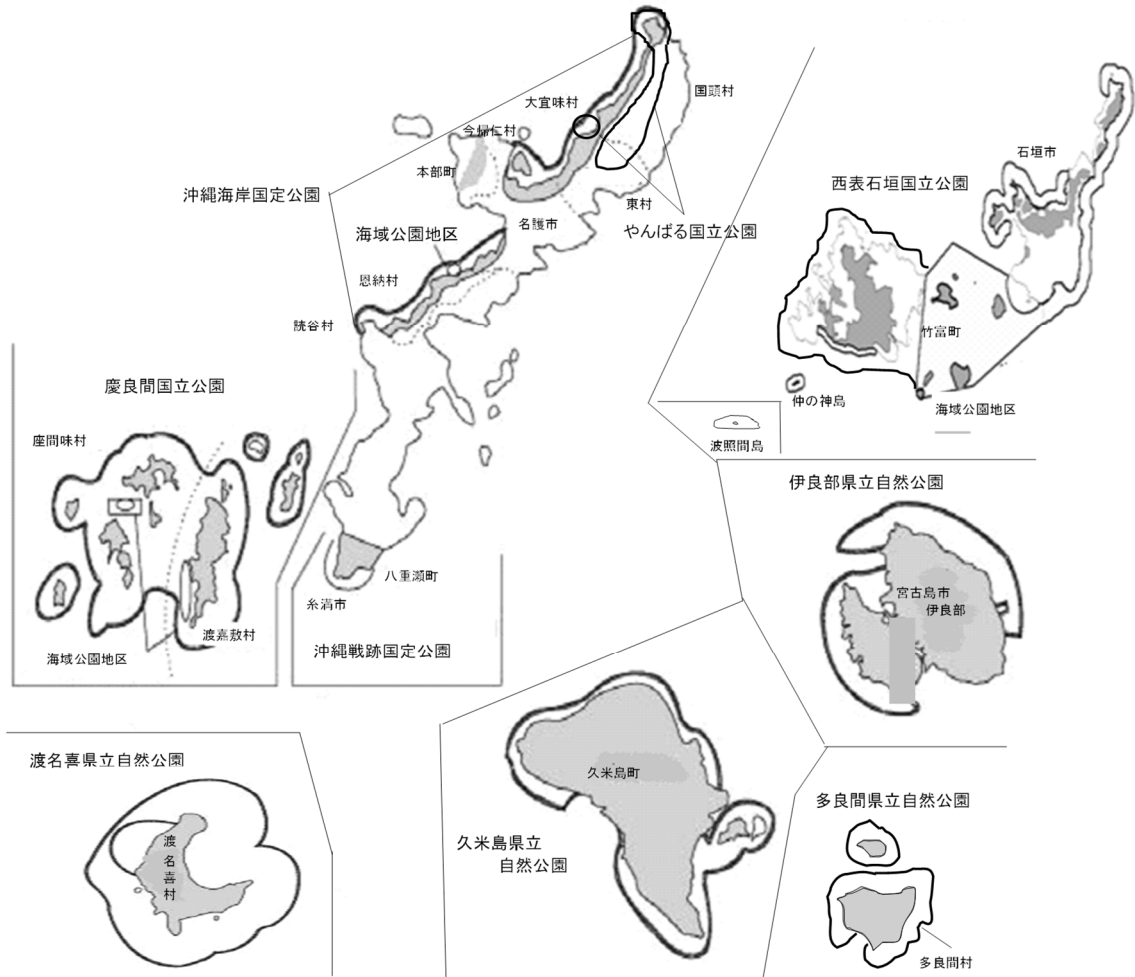 国頭村
大宜味村
今帰仁村
本部町
沖縄海岸国定公園
東村
名護市
やんばる国立公園
海域公園地区
恩納村
読谷村
石垣市
西表石垣国立公園
竹富町
仲の神島
海域公園地区
波照間島
慶良間国立公園
座間味村
渡嘉敷村
海域公園地区
八重瀬町
糸満市
沖縄戦跡国定公園
伊良部県立自然公園
宮古島市
伊良部
渡名喜県立自然公園
渡名喜村
久米島町
久米島県立
自然公園
多良間県立自然公園
多良間村